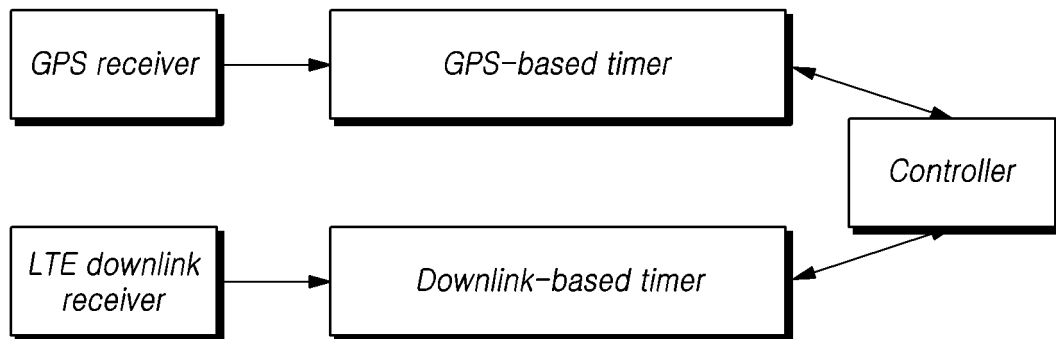 GPS receiver
GPS-based timer
Controller
LTE downlink
receiver
Downlink-based timer